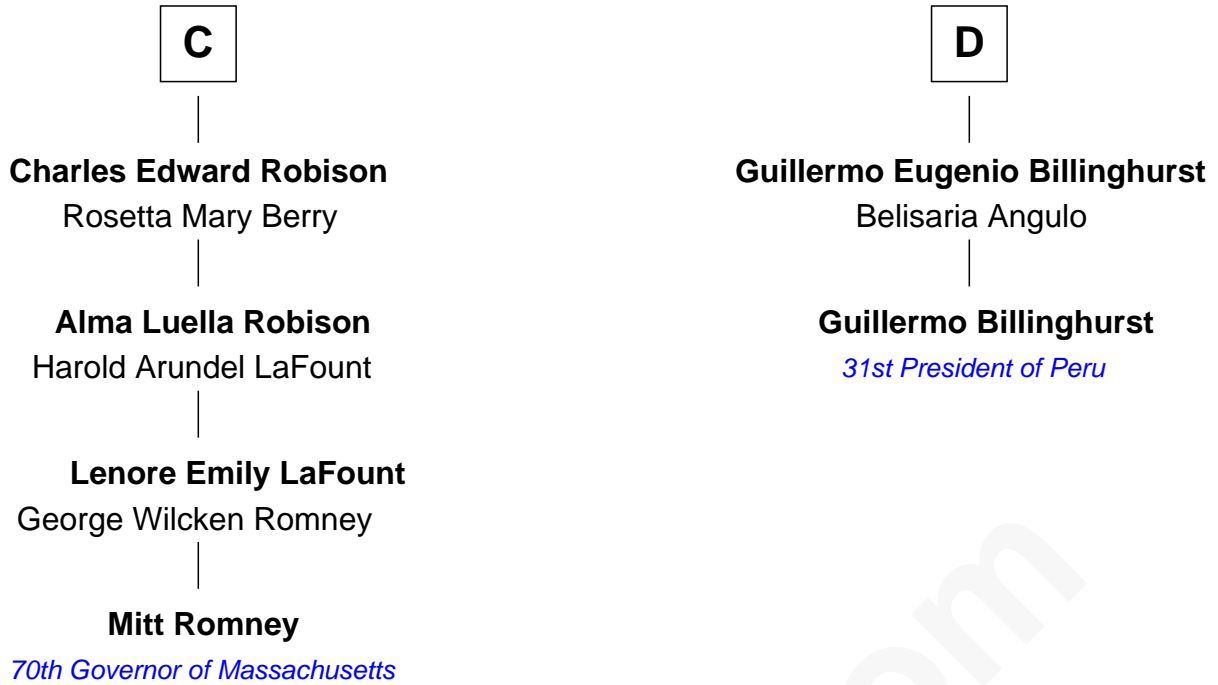 C
Charles Edward Robison
Rosetta Mary Berry
Alma Luella Robison
Harold Arundel LaFount
Lenore Emily LaFount
George Wilcken Romney
Mitt Romney
70th Governor of Massachusetts
D
Guillermo Eugenio Billinghurst
Belisaria Angulo
Guillermo Billinghurst
31st President of Peru
om